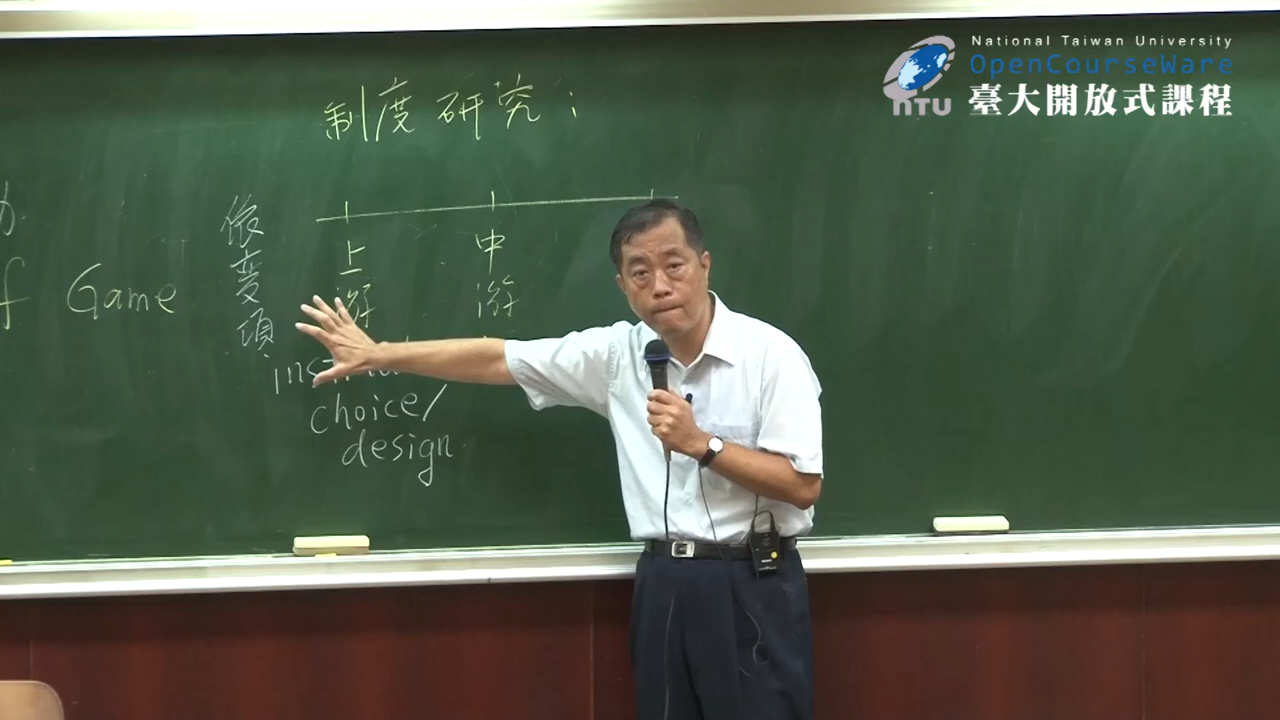 National Taiwan University
OpenCourseWare
NTU 臺大開放式課程
制度研究：
依變項
上游
中游
Game
choice/
design